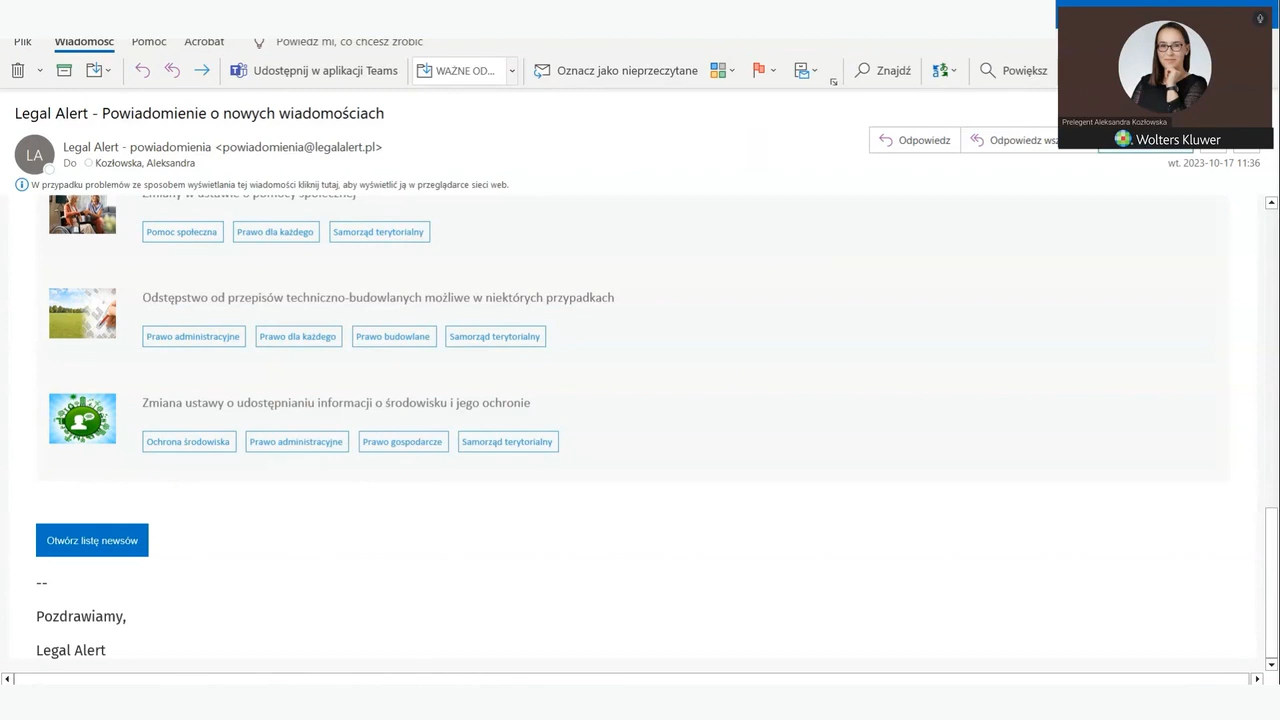 Plik Wiadomość Pomoc Acrobat Powiedz mi, co chcesz zrobić
Udostępnij w aplikacji Teams WAŻNE OD... Oznacz jako nieprzeczytane Znajdź Powiększ
Prelegent Aleksandra Kozłowska
Wolters Kluwer
Legal Alert - Powiadomienie o nowych wiadomościach
LA
Legal Alert - powiadomienia <powiadomienia@legalalert.pl>
Do Kozłowska, Aleksandra
Odpowiedz Odpowiedz
wt. 2023-10-17 11:36
W przypadku problemów ze sposobem wyświetlania tej wiadomości kliknij tutaj, aby wyświetlić ją w przeglądarce sieci web.
Zmiany w ustawie o pomocy społecznej
Pomoc społeczna Prawo dla każdego Samorząd terytorialny
Odstępstwo od przepisów techniczno-budowlanych możliwe w niektórych przypadkach
Prawo administracyjne Prawo dla każdego Prawo budowlane Samorząd terytorialny
Zmiana ustawy o udostępnianiu informacji o środowisku i jego ochronie
Ochrona środowiska Prawo administracyjne Prawo gospodarcze Samorząd terytorialny
Otwórz listę newsów
--
Pozdrawiamy,
Legal Alert